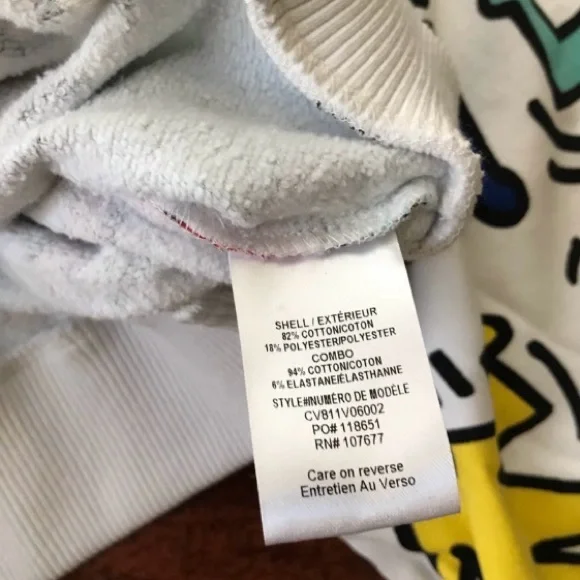 SHELL / EXTÉRIEUR
82% COTTON/COTON
18% POLYESTER/POLYESTER
COMBO
94% COTTON/COTON
6% ELASTANE/ÉLASTHANNE
STYLE#/NUMÉRO DE MODÈLE
CV811V06002
PO# 118651
RN# 107677
Care on reverse
Entretien Au Verso